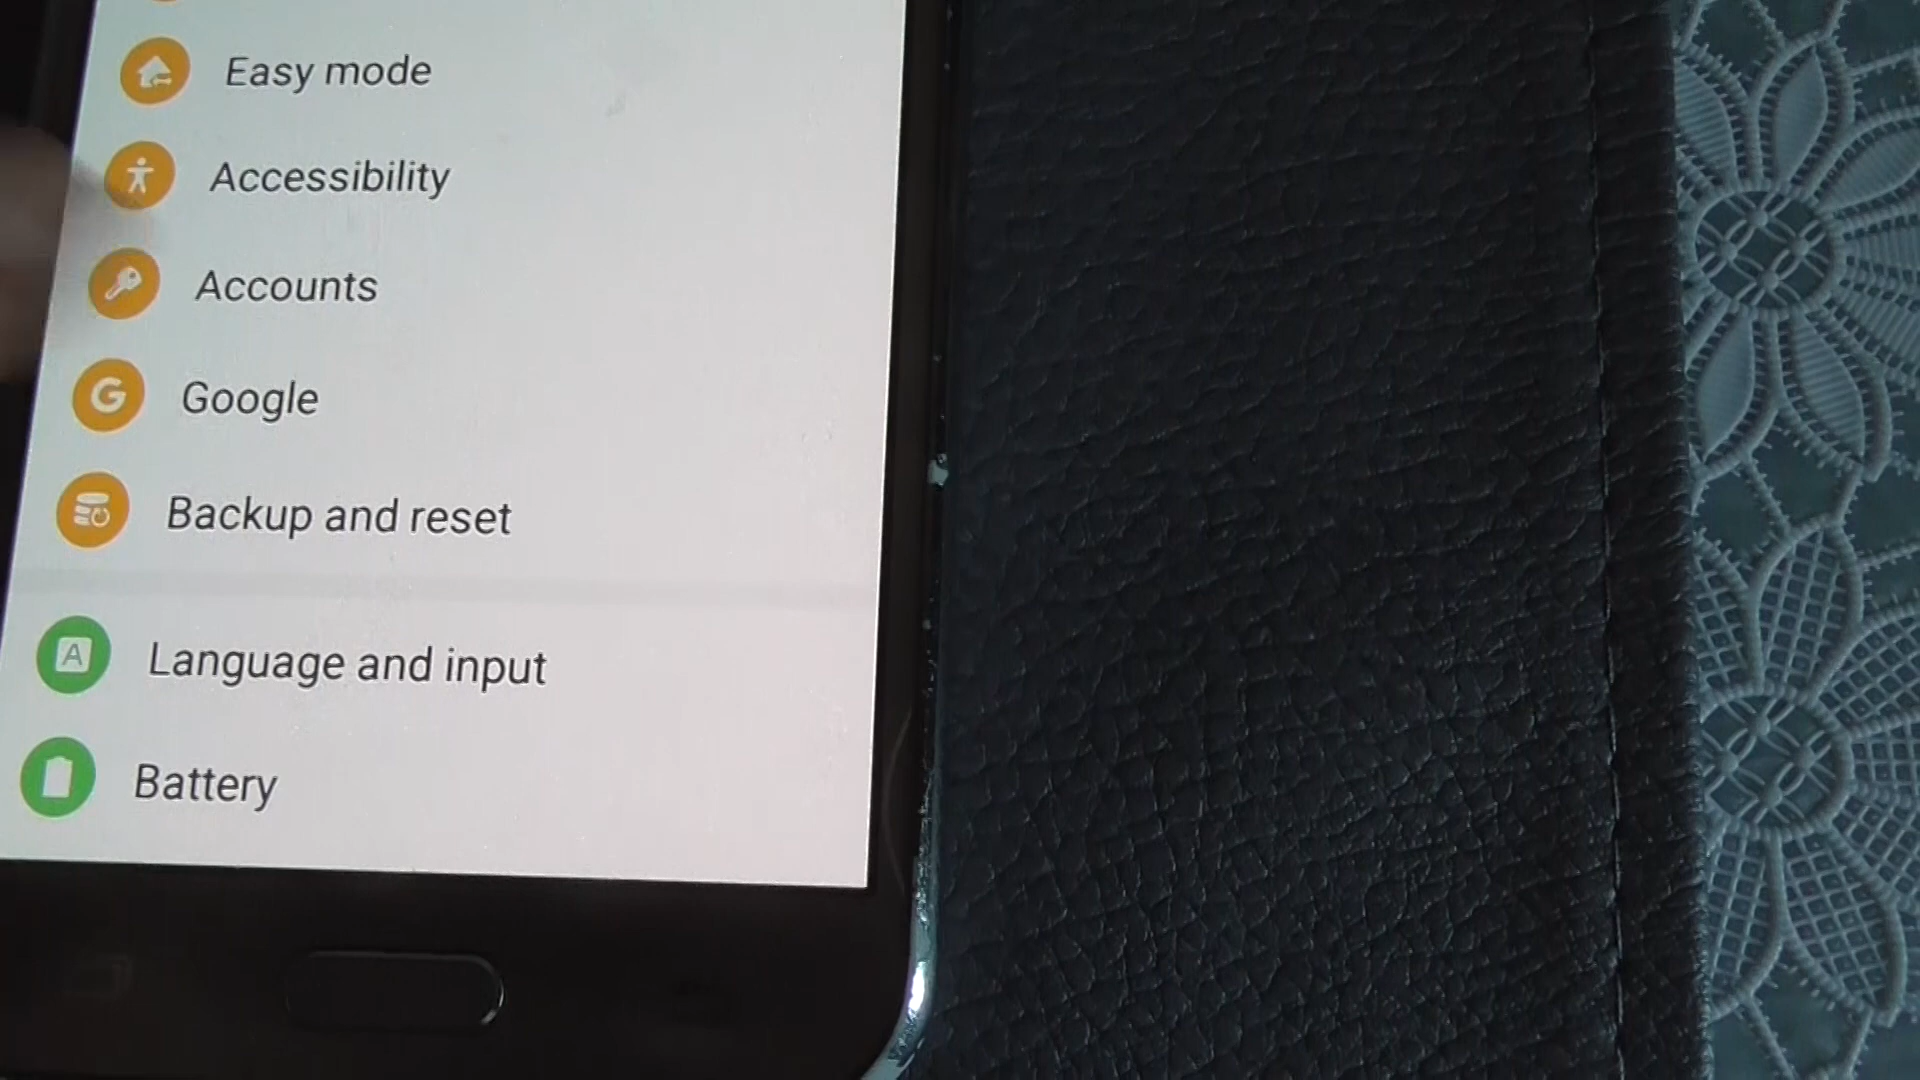 Easy mode
Accessibility
Accounts
G Google
Backup and reset
A Language and input
Battery